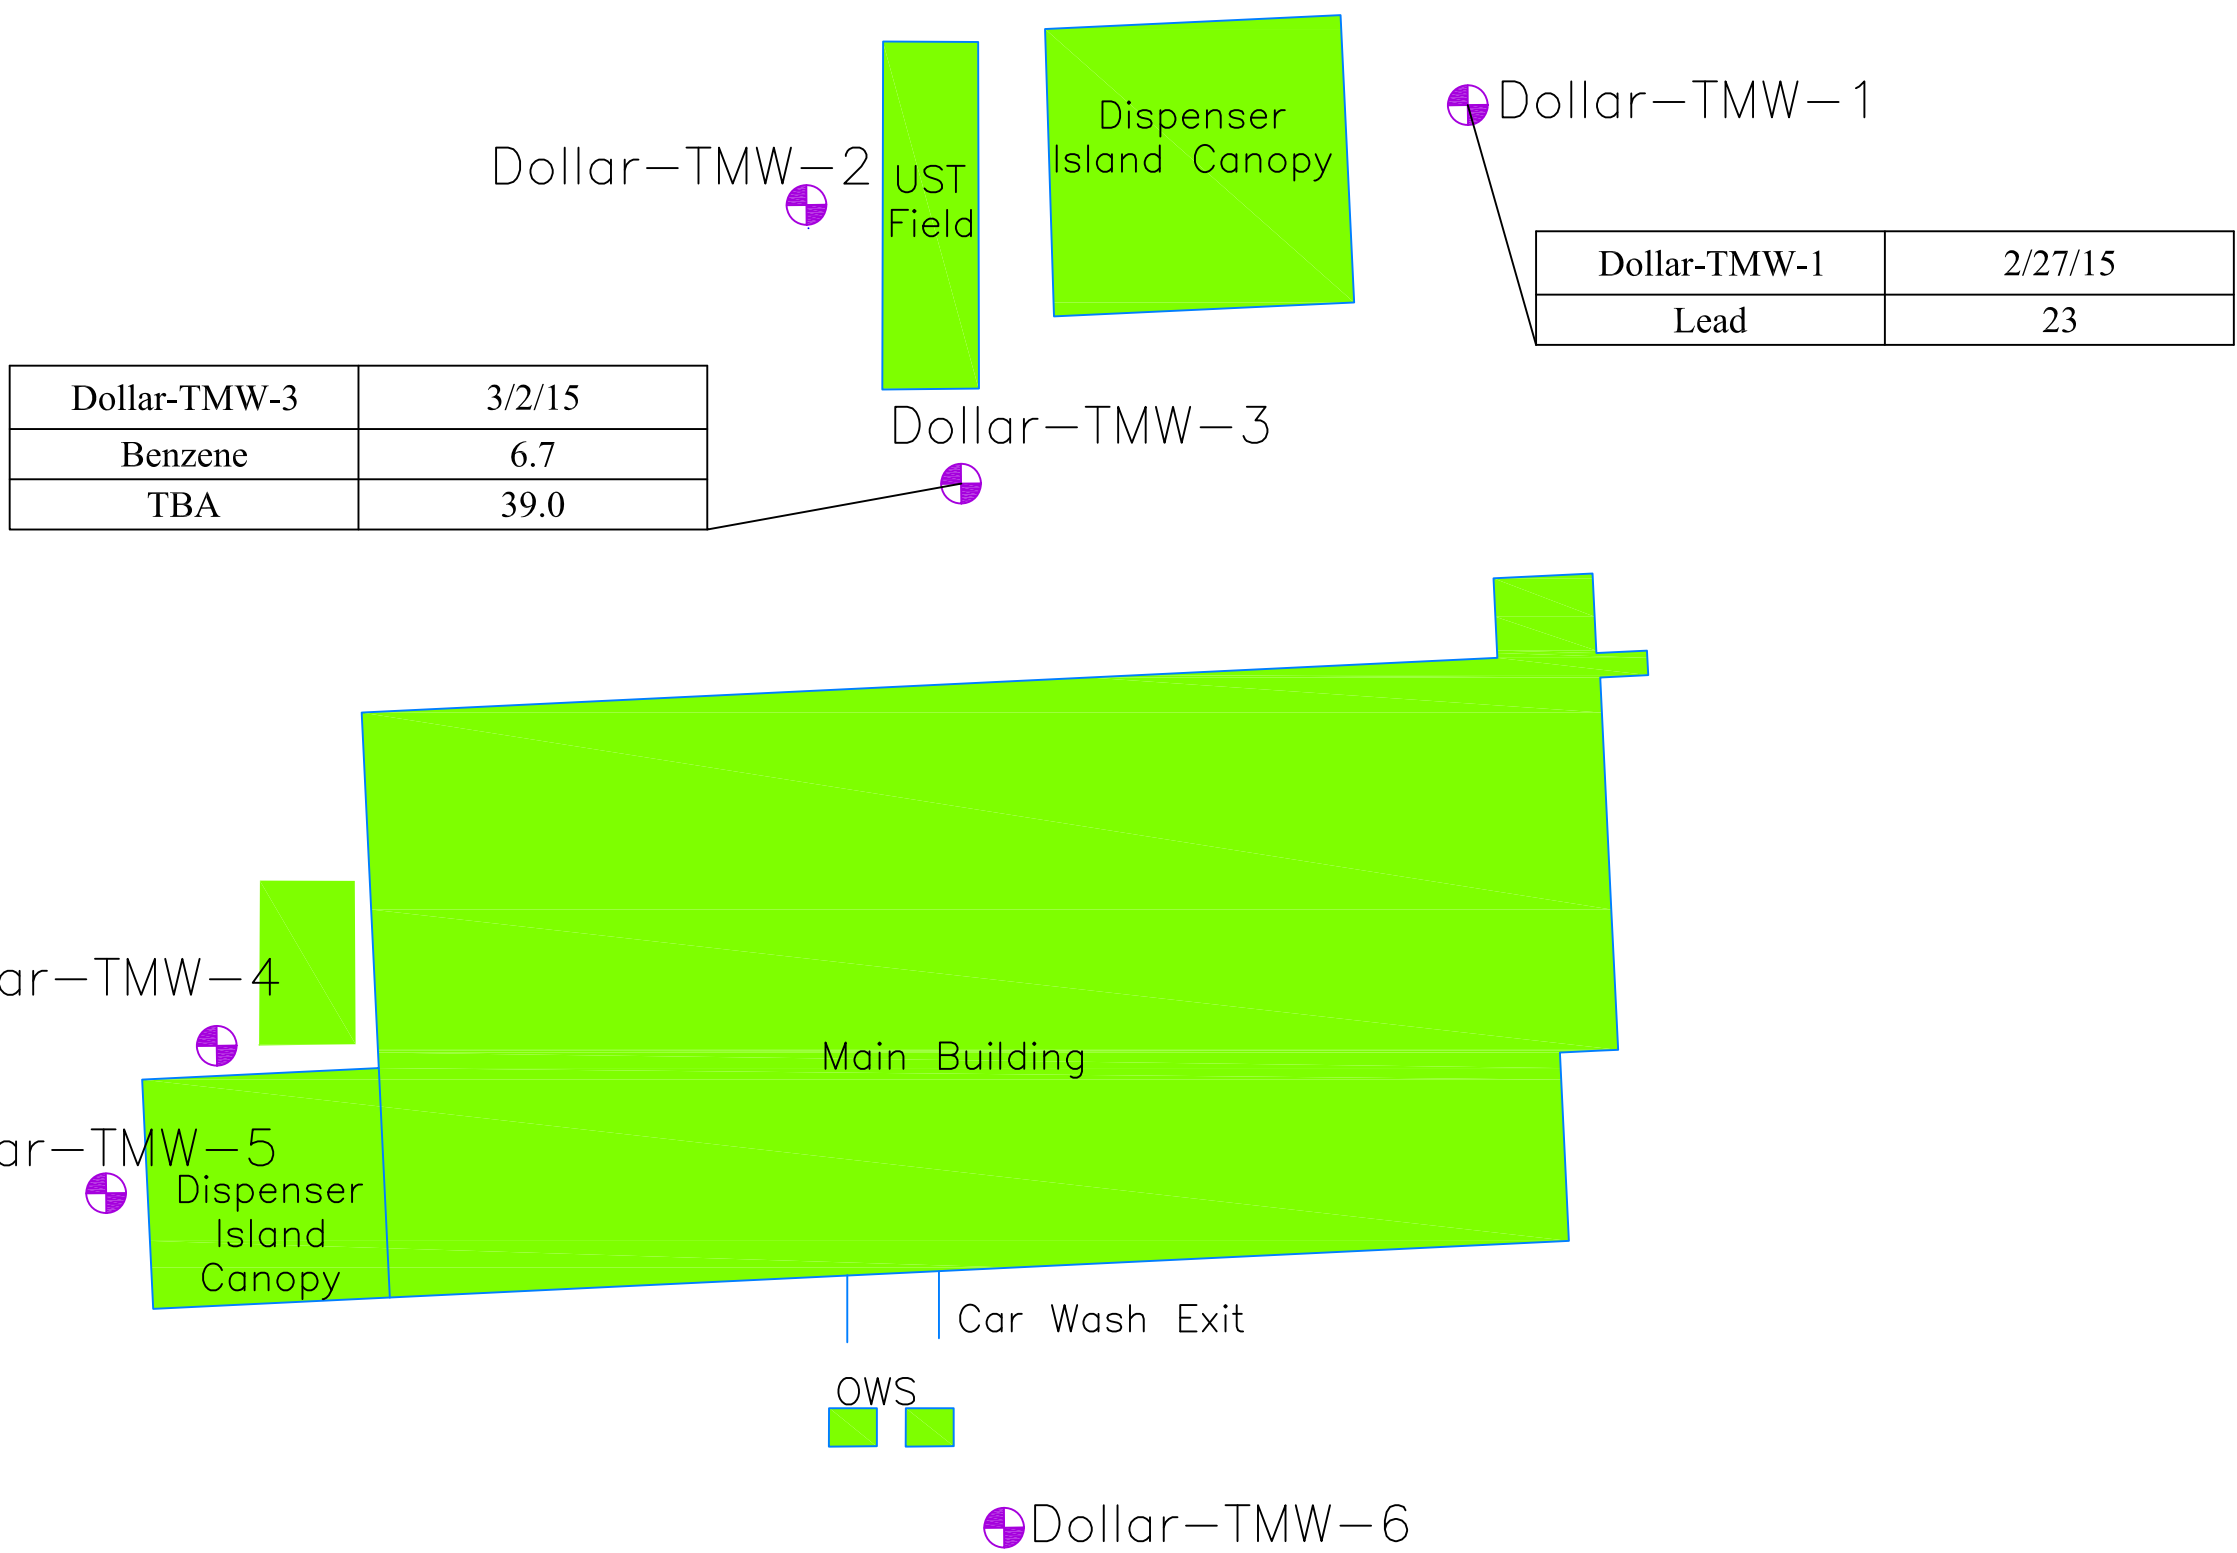 Dispenser
Island Canopy
Dollar-TMW-1
Dollar-TMW-2
UST
Field
Dollar-TMW-1 2/27/15
Lead 23
Dollar-TMW-3 3/2/15
Benzene 6.7
TBA 39.0
Dollar-TMW-3
ar-TMW-4
Main Building
ar-TMW-5
Dispenser
Island
Canopy
Car Wash Exit
OWS
Dollar-TMW-6